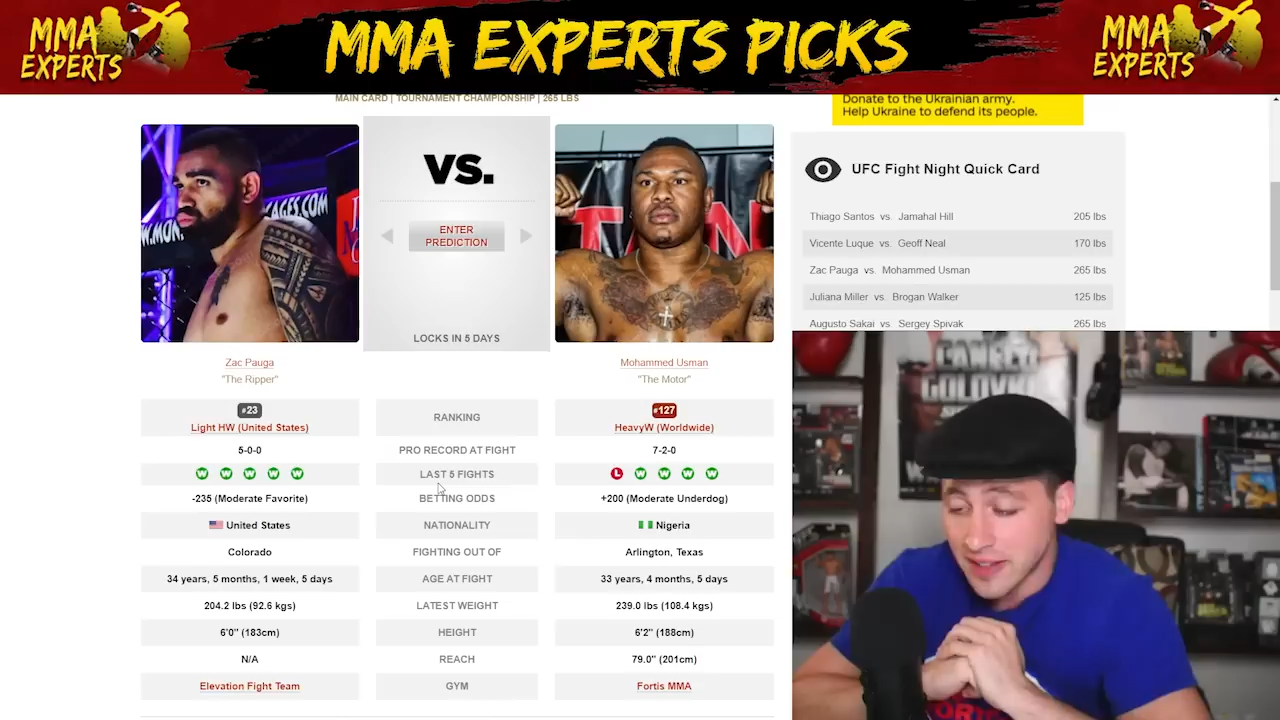 MMA
EXPERTS
MMA EXPERTS PICKS
MMA
EXPERTS
MAIN CARD | TOURNAMENT CHAMPIONSHIP | 265 LBS
Donate to the Ukrainian army.
Help Ukraine to defend its people.
VS.
ENTER
PREDICTION
LOCKS IN 5 DAYS
UFC Fight Night Quick Card
Thiago Santos vs. Jamahal Hill 205 lbs
Vicente Luque vs. Geoff Neal 170 lbs
Zac Pauga vs. Mohammed Usman 265 lbs
Juliana Miller vs. Brogan Walker 125 lbs
Augusto Sakai vs Sergey Spivak 265 lbs
Zac Pauga Mohammed Usman
"The Ripper" "The Motor"
#23 RANKING #127
Light HW (United States) HeavyW (Worldwide)
5-0-0 PRO RECORD AT FIGHT 7-2-0
W W W W W LAST 5 FIGHTS L W W W W
-235 (Moderate Favorite) BETTING ODDS +200 (Moderate Underdog)
United States NATIONALITY Nigeria
Colorado FIGHTING OUT OF Arlington, Texas
34 years, 5 months, 1 week, 5 days AGE AT FIGHT 33 years, 4 months, 5 days
204.2 lbs (92.6 kgs) LATEST WEIGHT 239.0 lbs (108.4 kgs)
6'0" (183cm) HEIGHT 6'2" (188cm)
N/A REACH 79.0" (201cm)
Elevation Fight Team GYM Fortis MMA
CANELO
GOLOVKIN